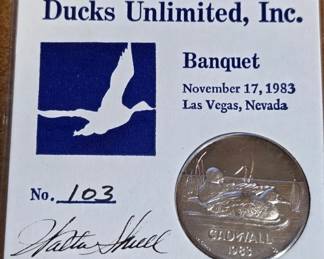 Ducks Unlimited, Inc.
Banquet
November 17, 1983
Las Vegas, Nevada
No. 103
GADWALL
1983